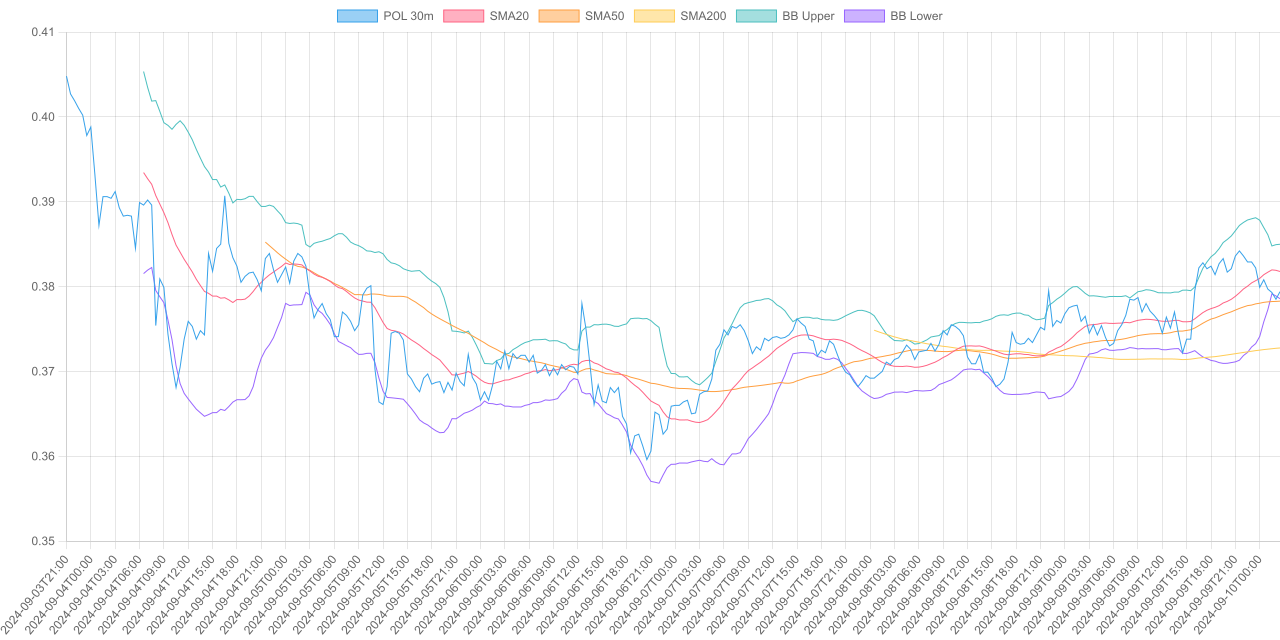 POL 30m SMA20 SMA50 SMA200 BB Upper BB Lower
0.41
0.40
0.39
0.38
0.37
0.36
0.35
2024-09-03T21:00
2024-09-04T00:00
2024-09-04T03:00
2024-09-04T06:00
2024-09-04T09:00
2024-09-04T12:00
2024-09-04T15:00
2024-09-04T18:00
2024-09-04T21:00
2024-09-05T00:00
2024-09-05T03:00
2024-09-05T06:00
2024-09-05T09:00
2024-09-05T12:00
2024-09-05T15:00
2024-09-05T18:00
2024-09-05T21:00
2024-09-06T00:00
2024-09-06T03:00
2024-09-06T06:00
2024-09-06T09:00
2024-09-06T12:00
2024-09-06T15:00
2024-09-06T18:00
2024-09-06T21:00
2024-09-07T00:00
2024-09-07T03:00
2024-09-07T06:00
2024-09-07T09:00
2024-09-07T12:00
2024-09-07T15:00
2024-09-07T18:00
2024-09-07T21:00
2024-09-08T00:00
2024-09-08T03:00
2024-09-08T06:00
2024-09-08T09:00
2024-09-08T12:00
2024-09-08T15:00
2024-09-08T18:00
2024-09-08T21:00
2024-09-09T00:00
2024-09-09T03:00
2024-09-09T06:00
2024-09-09T09:00
2024-09-09T12:00
2024-09-09T15:00
2024-09-09T18:00
2024-09-09T21:00
2024-09-10T00:00